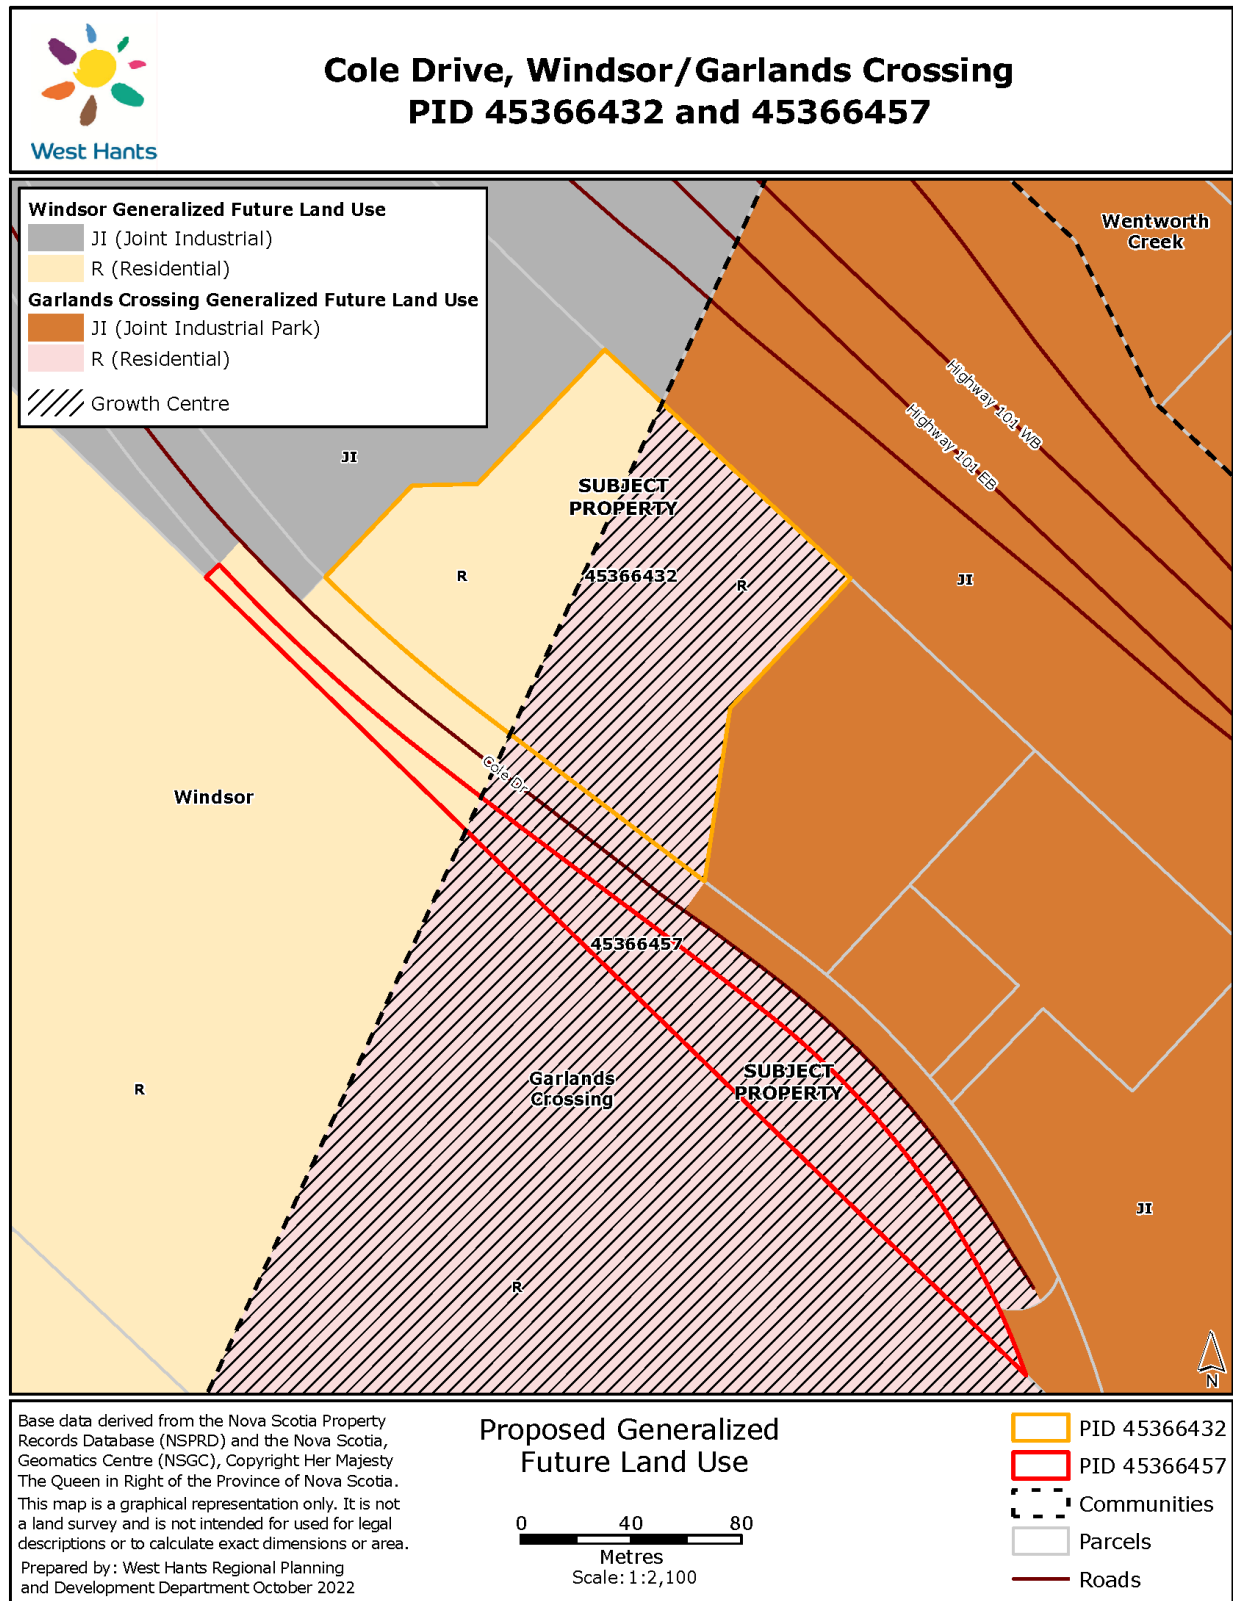 West Hants
Cole Drive, Windsor/Garlands Crossing
PID 45366432 and 45366457
Windsor Generalized Future Land Use
JI (Joint Industrial)
R (Residential)
Garlands Crossing Generalized Future Land Use
JI (Joint Industrial Park)
R (Residential)
Growth Centre
Wentworth
Creek
Highway 101 WB
Highway 101 EB
JI
SUBJECT
PROPERTY
R
45366432
R
JI
Cole Dr
Windsor
45366457
SUBJECT
PROPERTY
Garlands
Crossing
R
JI
R
N
Base data derived from the Nova Scotia Property
Records Database (NSPRD) and the Nova Scotia,
Geomatics Centre (NSGC), Copyright Her Majesty
The Queen in Right of the Province of Nova Scotia.
This map is a graphical representation only. It is not
a land survey and is not intended for used for legal
descriptions or to calculate exact dimensions or area.
Prepared by: West Hants Regional Planning
and Development Department October 2022
Proposed Generalized
Future Land Use
0 40 80
Metres
Scale:1:2,100
PID 45366432
PID 45366457
Communities
Parcels
Roads